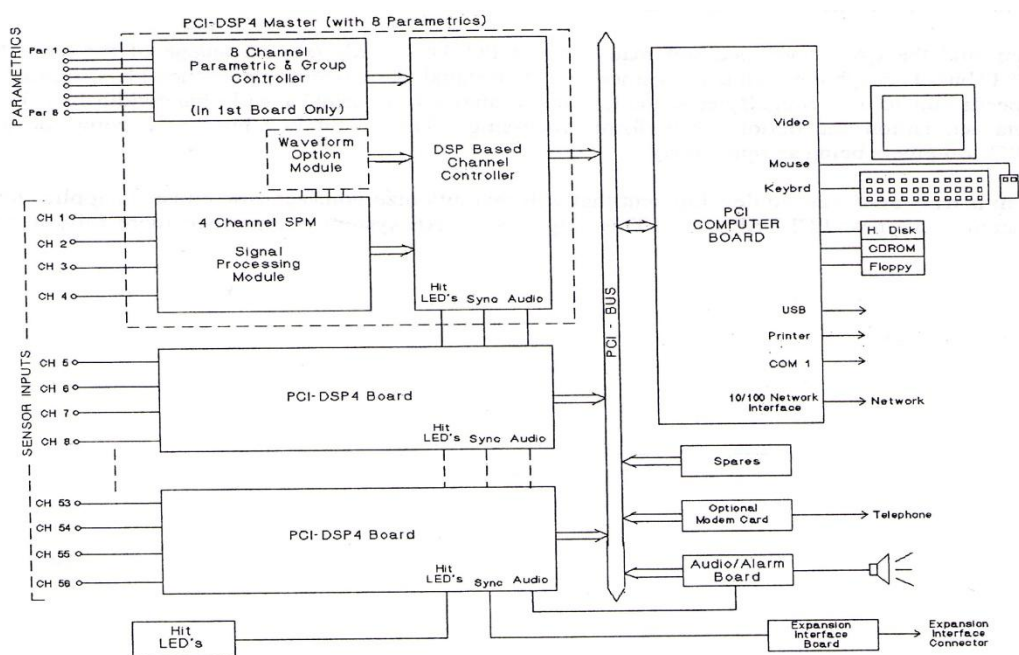 PCI-DSP4 Master (with 8 Parametrics)
PARAMETRICS
Par 1
Par 8
8 Channel
Parametric & Group
Controller
(In 1st Board Only)
Waveform
Option
Module
DSP Based
Channel
Controller
SENSOR INPUTS
CH 1
CH 2
CH 3
CH 4
4 Channel SPM
Signal
Processing
Module
Hit
LED's
Sync
Audio
CH 5
CH 6
CH 7
CH 8
PCI-DSP4 Board
Hit
LED's
Sync
Audio
CH 53
CH 54
CH 55
CH 56
PCI-DSP4 Board
Hit
LED's
Sync
Audio
Hit
LED's
PCI - BUS
PCI
COMPUTER
BOARD
Video
Mouse
Keybrd
H. Disk
CDROM
Floppy
USB
Printer
COM 1
10/100 Network
Interface
Network
Spares
Optional
Modem Card
Telephone
Audio/Alarm
Board
Expansion
Interface
Board
Expansion
Interface
Connector